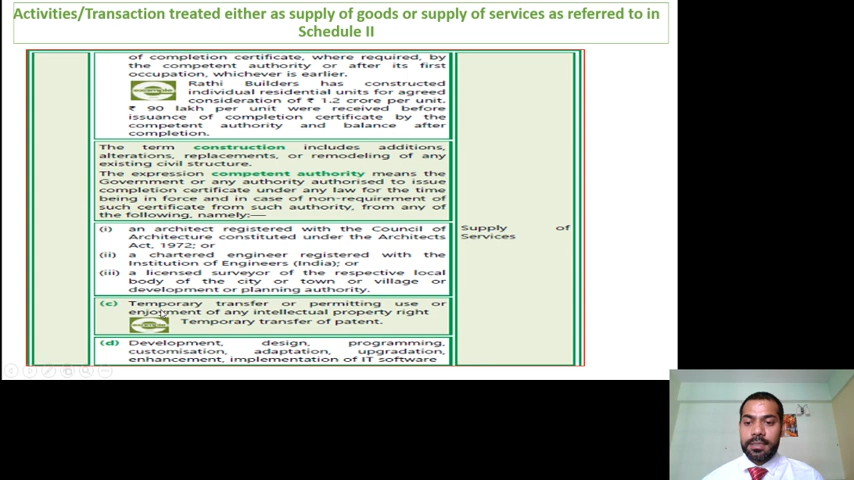 Activities/Transaction treated either as supply of goods or supply of services as referred to in
Schedule II
of completion certificate, where required, by
the competent authority or after its first
occupation, whichever is earlier.
Rathi Builders has constructed
individual residential units for agreed
consideration of ₹ 1.2 crore per unit.
₹ 90 lakh per unit were received before
issuance of completion certificate by the
competent authority and balance after
completion.
The term construction includes additions,
alterations, replacements, or remodeling of any
existing civil structure.
The expression competent authority means the
Government or any authority authorised to issue
completion certificate under any law for the time
being in force and in case of non-requirement of
such certificate from such authority, from any of
the following, namely:—
(i) an architect registered with the Council of
Architecture constituted under the Architects
Act, 1972; or
(ii) a chartered engineer registered with the
Institution of Engineers (India); or
(iii) a licensed surveyor of the respective local
body of the city or town or village or
development or planning authority.
Supply of
Services
(c) Temporary transfer or permitting use or
enjoyment of any intellectual property right
Temporary transfer of patent.
(d) Development, design, programming,
customisation, adaptation, upgradation,
enhancement, implementation of IT software